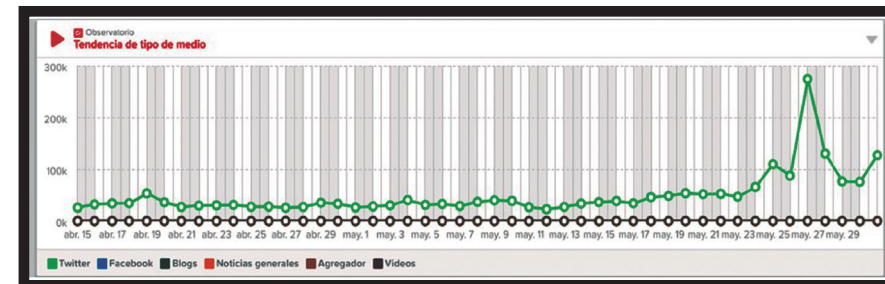 Observatorio
Tendencia de tipo de medio
300k
200k
100k
0k
abr. 15 abr. 17 abr. 19 abr. 21 abr. 23 abr. 25 abr. 27 abr. 29 may. 1 may. 3 may. 5 may. 7 may. 9 may. 11 may. 13 may. 15 may. 17 may. 19 may. 21 may. 23 may. 25 may. 27 may. 29
Twitter Facebook Blogs Noticias generales Agregador Videos